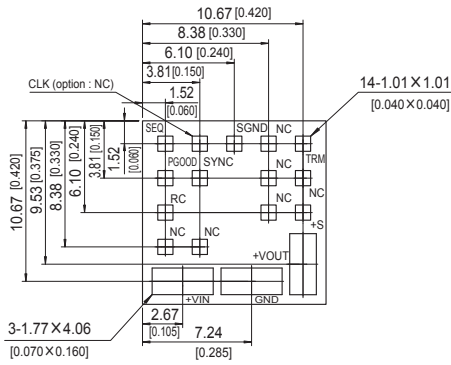 10.67 [0.420]
8.38 [0.330]
6.10 [0.240]
3.81 [0.150]
CLK (option : NC)
1.52
[0.060]
14-1.01×1.01
[0.040×0.040]
10.67 [0.420]
9.53 [0.375]
8.38 [0.330]
6.10 [0.240]
3.81 [0.150]
1.52
[0.060]
SEQ
SGND
NC
TRM
PGOOD
SYNC
NC
NC
RC
NC
+S
NC
NC
+VOUT
+VIN
GND
3-1.77×4.06
[0.070×0.160]
2.67
[0.105]
7.24
[0.285]